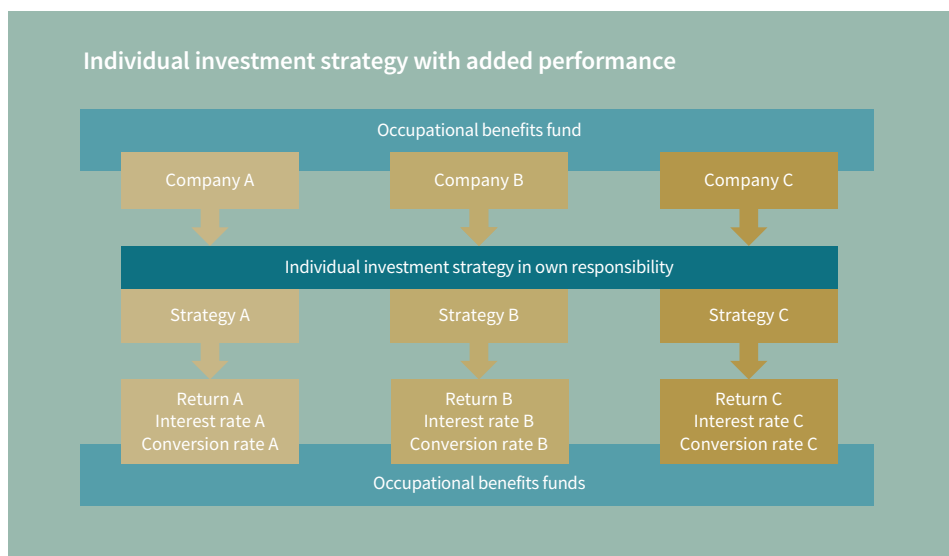 Individual investment strategy with added performance
Occupational benefits fund
Company A
Company B
Company C
Individual investment strategy in own responsibility
Strategy A
Strategy B
Strategy C
Return A
Interest rate A
Conversion rate A
Return B
Interest rate B
Conversion rate B
Return C
Interest rate C
Conversion rate C
Occupational benefits funds